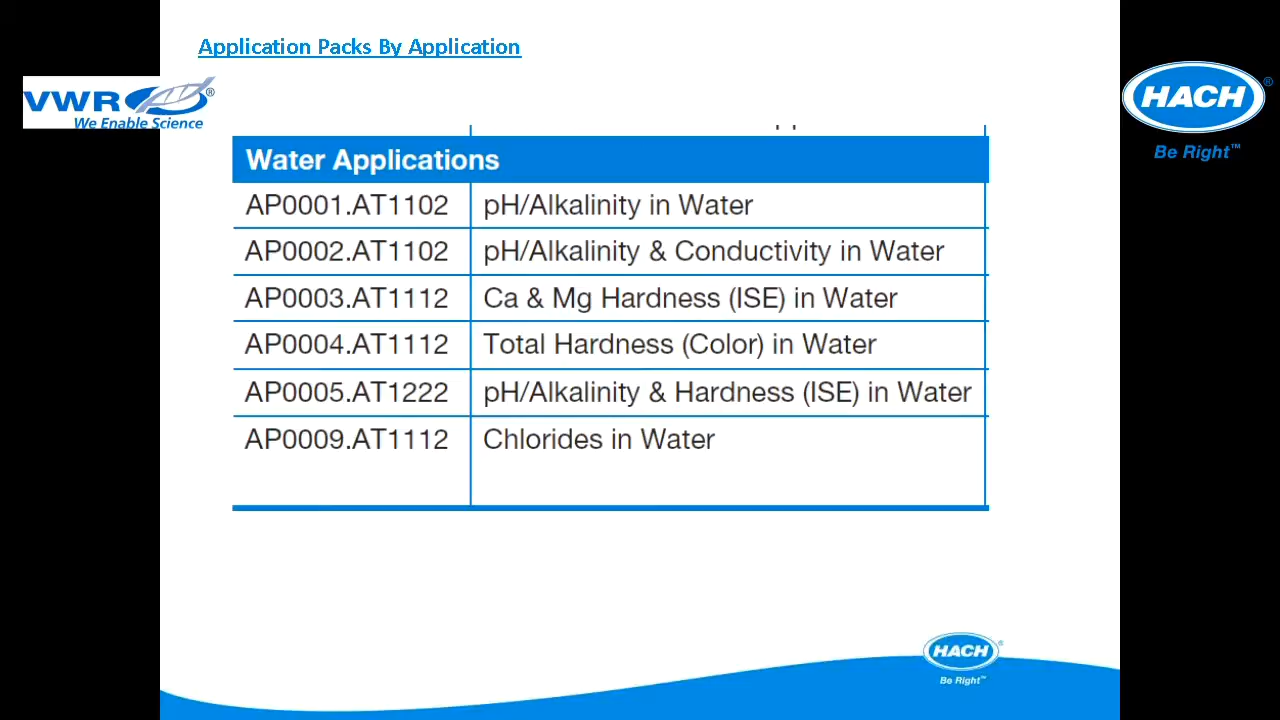 Application Packs By Application
VWR®
We Enable Science
HACH®
Be Right™
Water Applications
AP0001.AT1102 pH/Alkalinity in Water
AP0002.AT1102 pH/Alkalinity & Conductivity in Water
AP0003.AT1112 Ca & Mg Hardness (ISE) in Water
AP0004.AT1112 Total Hardness (Color) in Water
AP0005.AT1222 pH/Alkalinity & Hardness (ISE) in Water
AP0009.AT1112 Chlorides in Water
HACH®
Be Right™